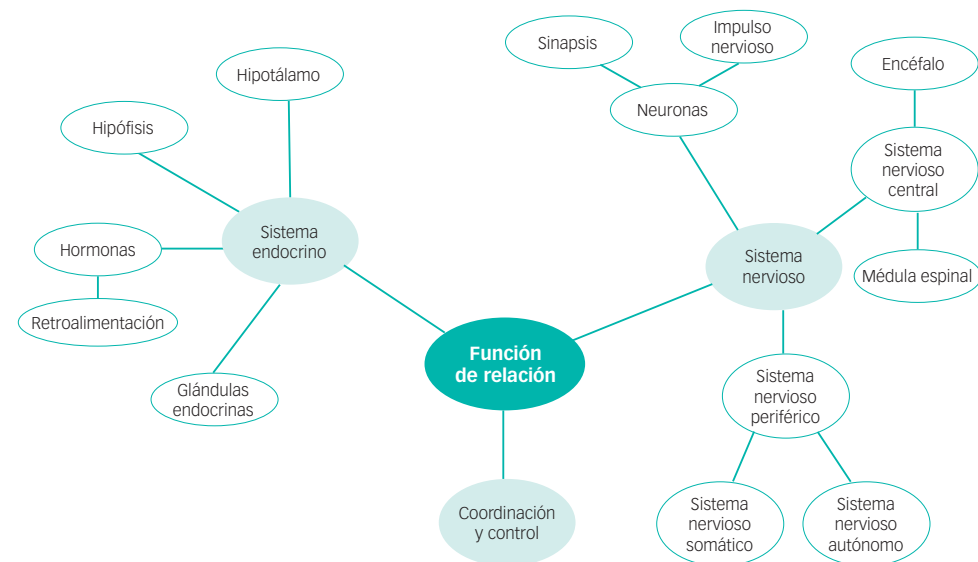 Sinapsis
Impulso
nervioso
Encéfalo
Hipotálamo
Neuronas
Hipófisis
Sistema
nervioso
central
Sistema
endocrino
Hormonas
Sistema
nervioso
Médula espinal
Retroalimentación
Función
de relación
Glándulas
endocrinas
Sistema
nervioso
periférico
Coordinación
y control
Sistema
nervioso
somático
Sistema
nervioso
autónomo